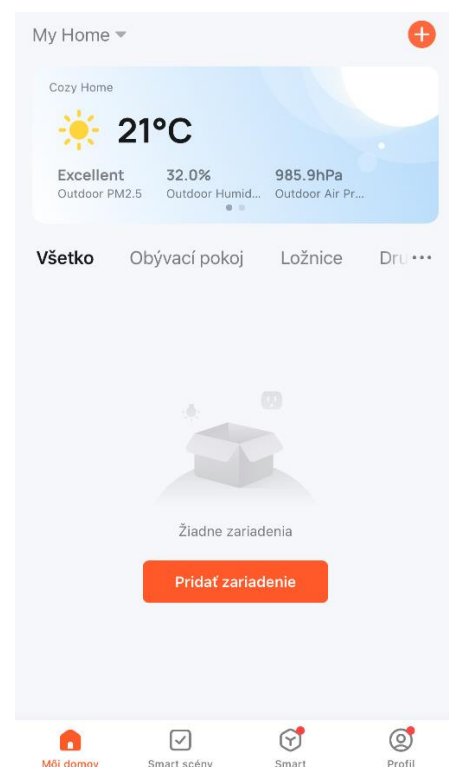 My Home
Cozy Home
21°C
Excellent 32.0% 985.9hPa
Outdoor PM2.5 Outdoor Humid... Outdoor Air Pr...
Všetko Obývací pokoj Ložnice Dru
Žiadne zariadenia
Pridať zariadenie
Môj domov Smart scény Smart Profil